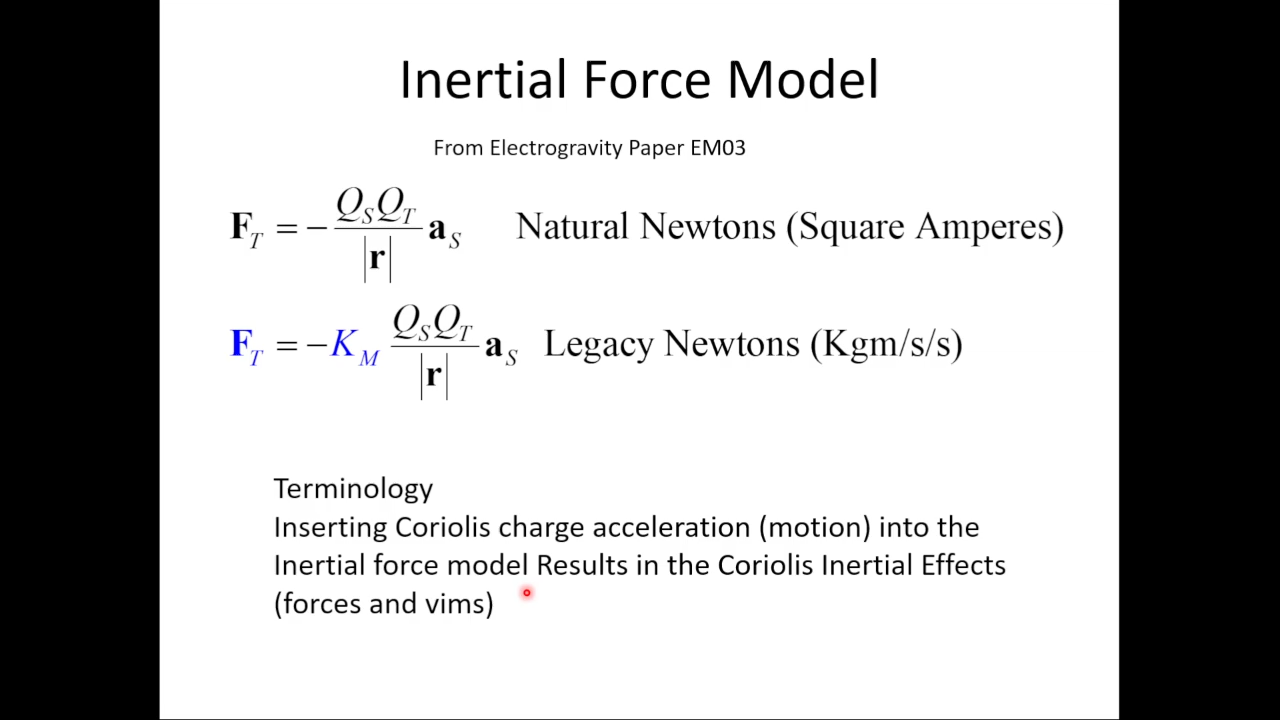 Inertial Force Model
From Electrogravity Paper EM03
F_T = − Q_S Q_T / |r| a_S Natural Newtons (Square Amperes)
F_T = −K_M Q_S Q_T / |r| a_S Legacy Newtons (Kgm/s/s)
Terminology
Inserting Coriolis charge acceleration (motion) into the
Inertial force model Results in the Coriolis Inertial Effects
(forces and vims)